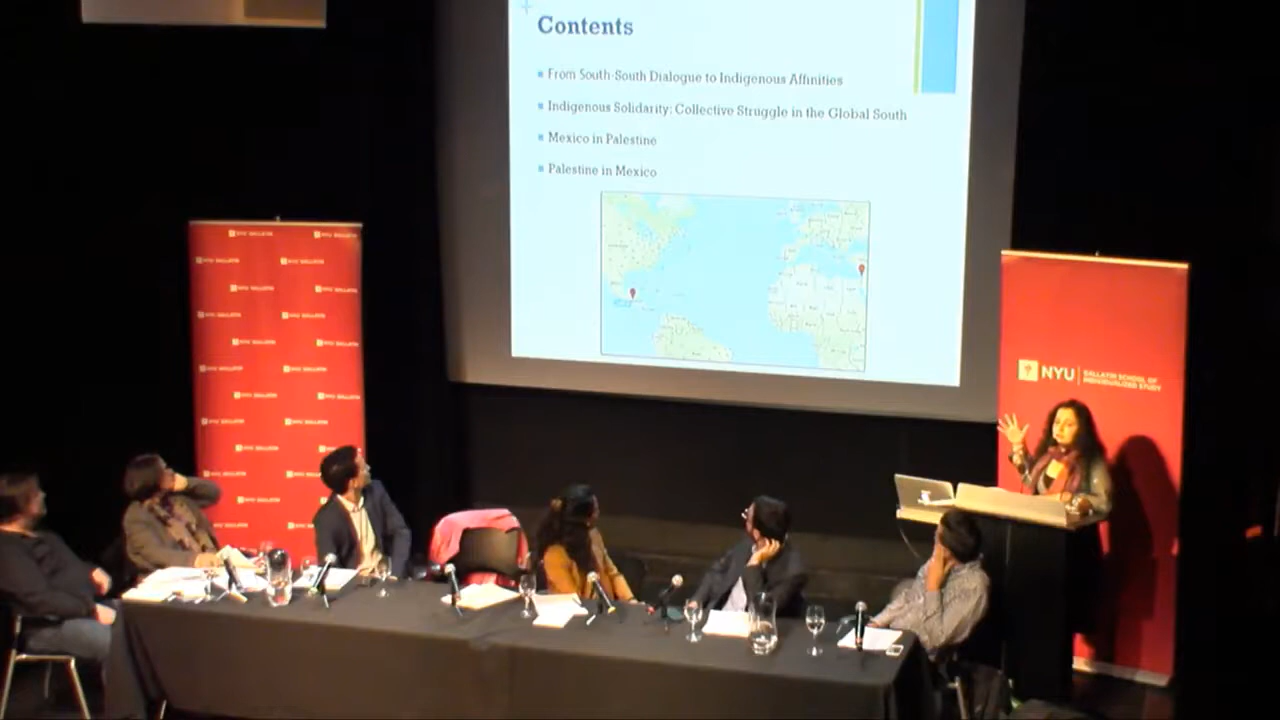 Contents
From South-South Dialogue to Indigenous Affinities
Indigenous Solidarity: Collective Struggle in the Global South
Mexico in Palestine
Palestine in Mexico
NYU
GALLATIN SCHOOL OF
INDIVIDUALIZED STUDY